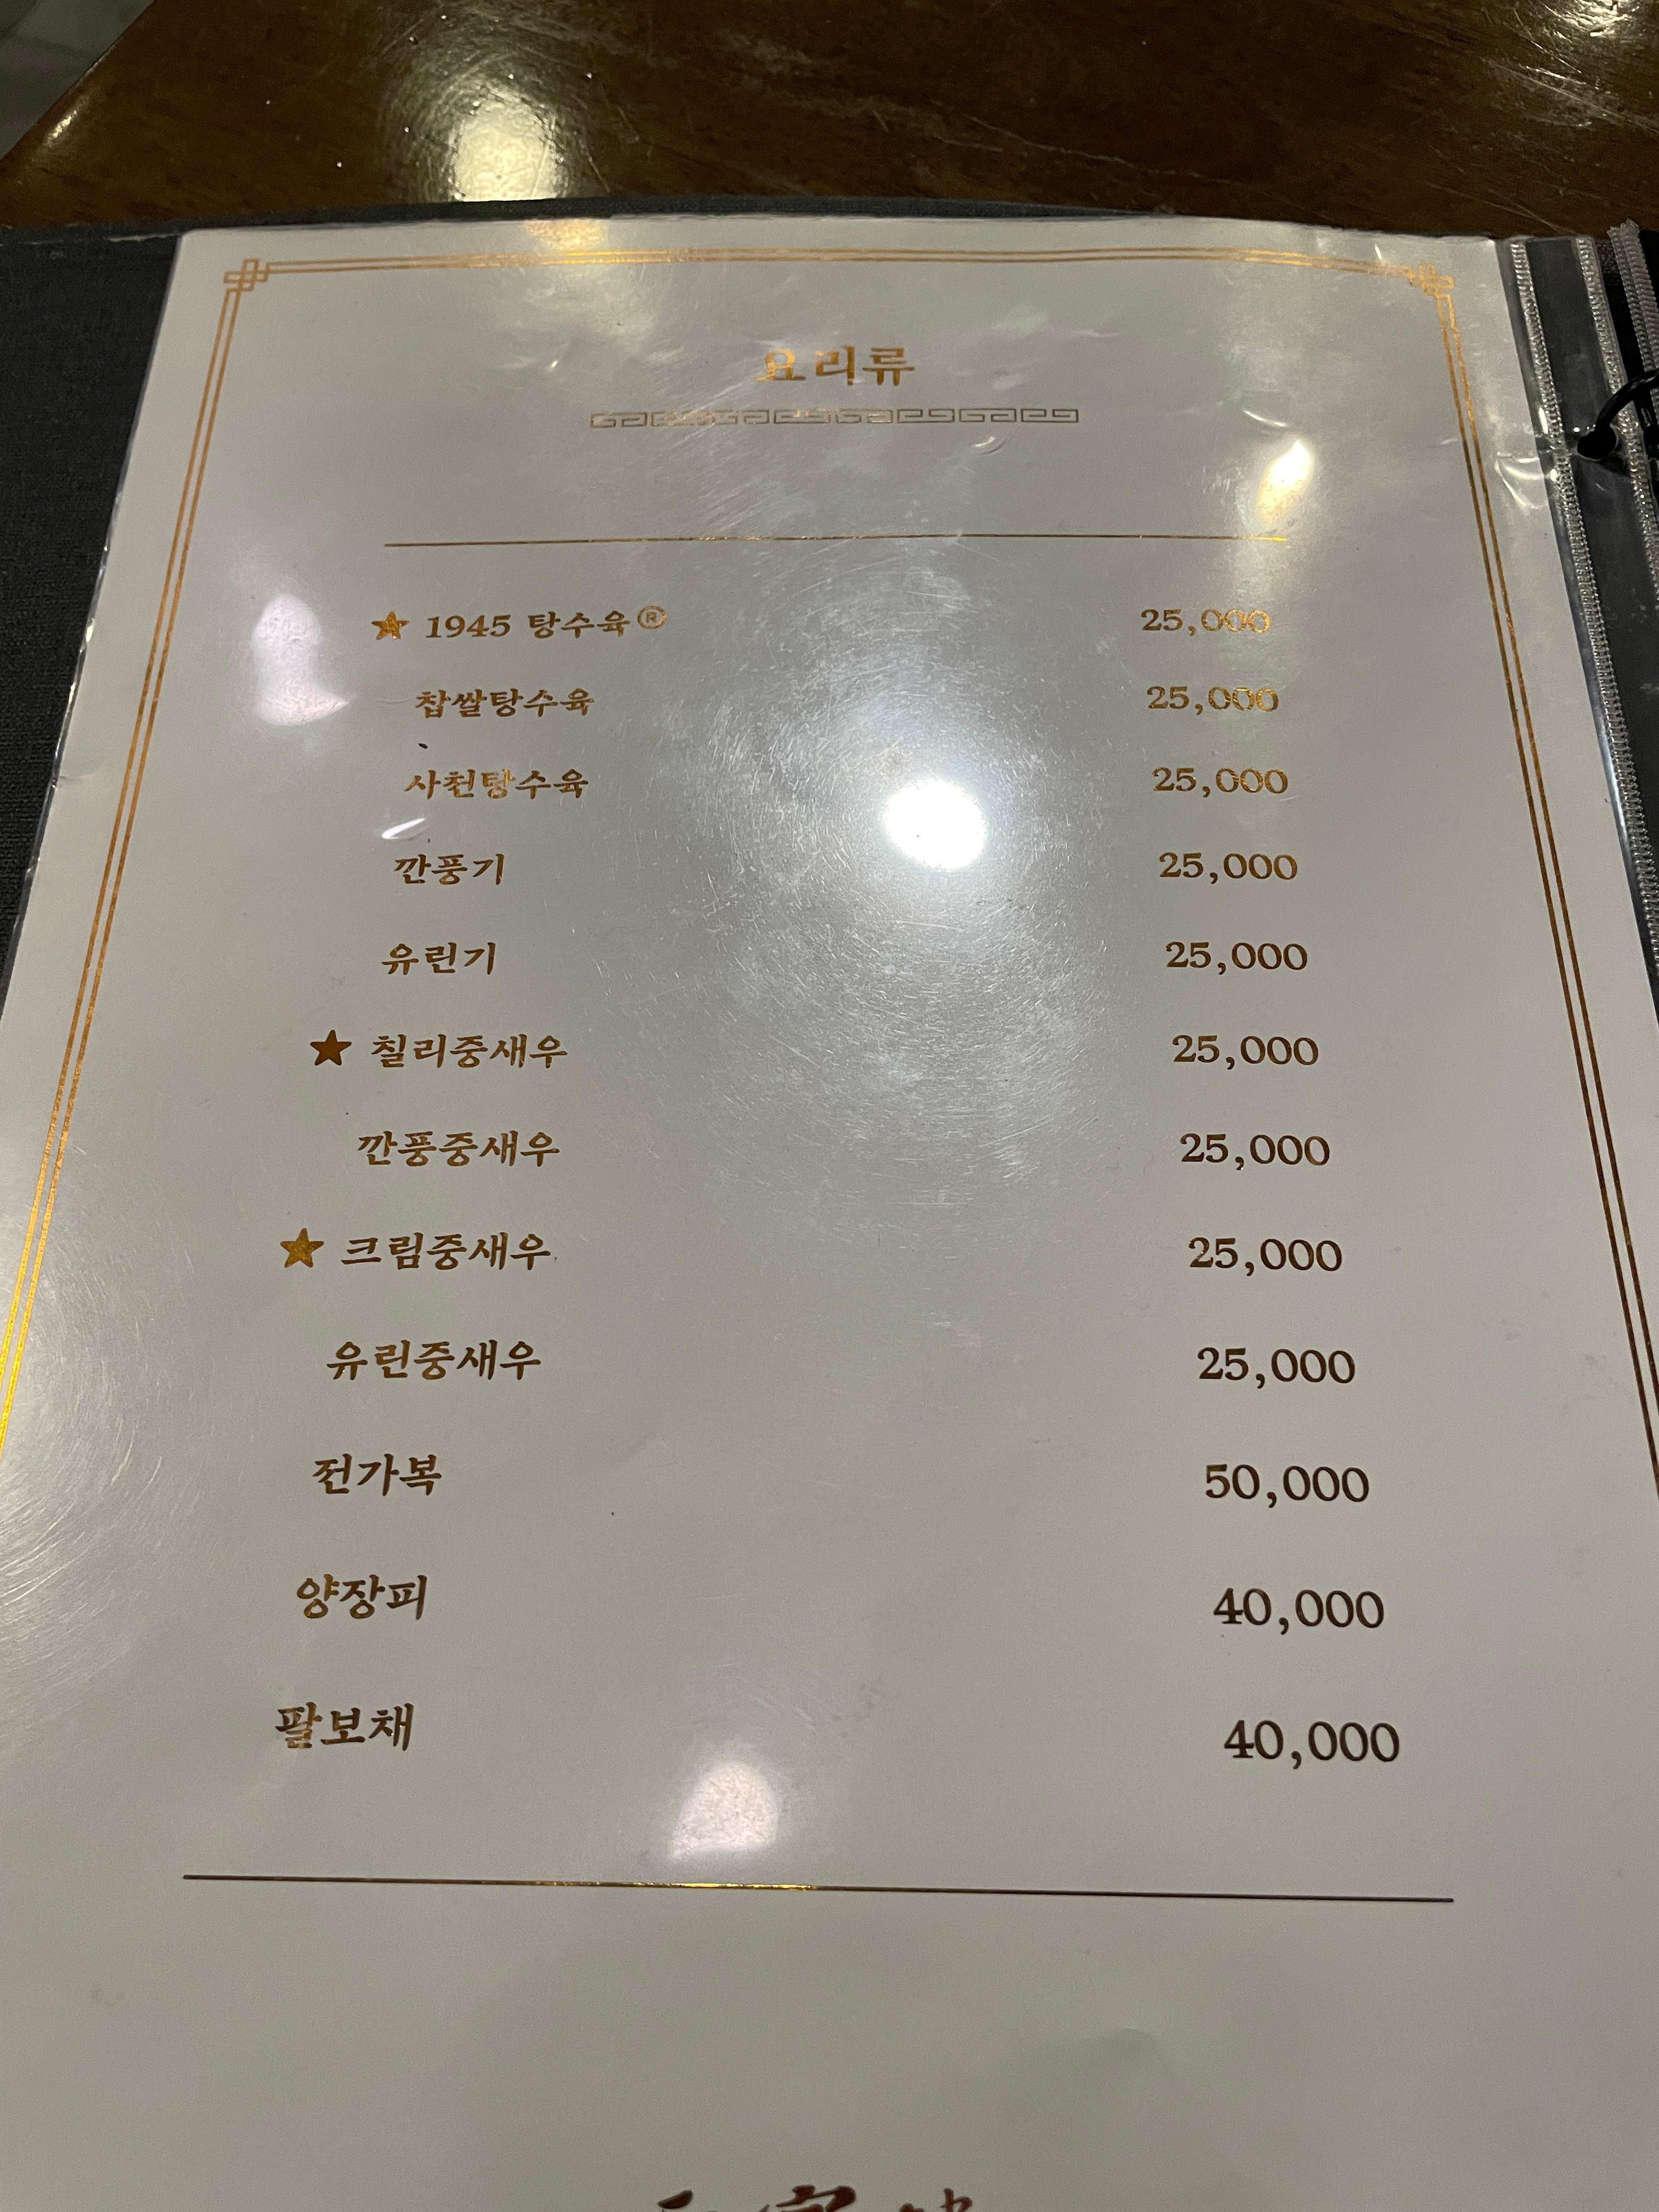 요리류
★ 1945 탕수육® 25,000
찹쌀탕수육 25,000
사천탕수육 25,000
깐풍기 25,000
유린기 25,000
★ 칠리중새우 25,000
깐풍중새우 25,000
★ 크림중새우 25,000
유린중새우 25,000
전가복 50,000
양장피 40,000
팔보채 40,000